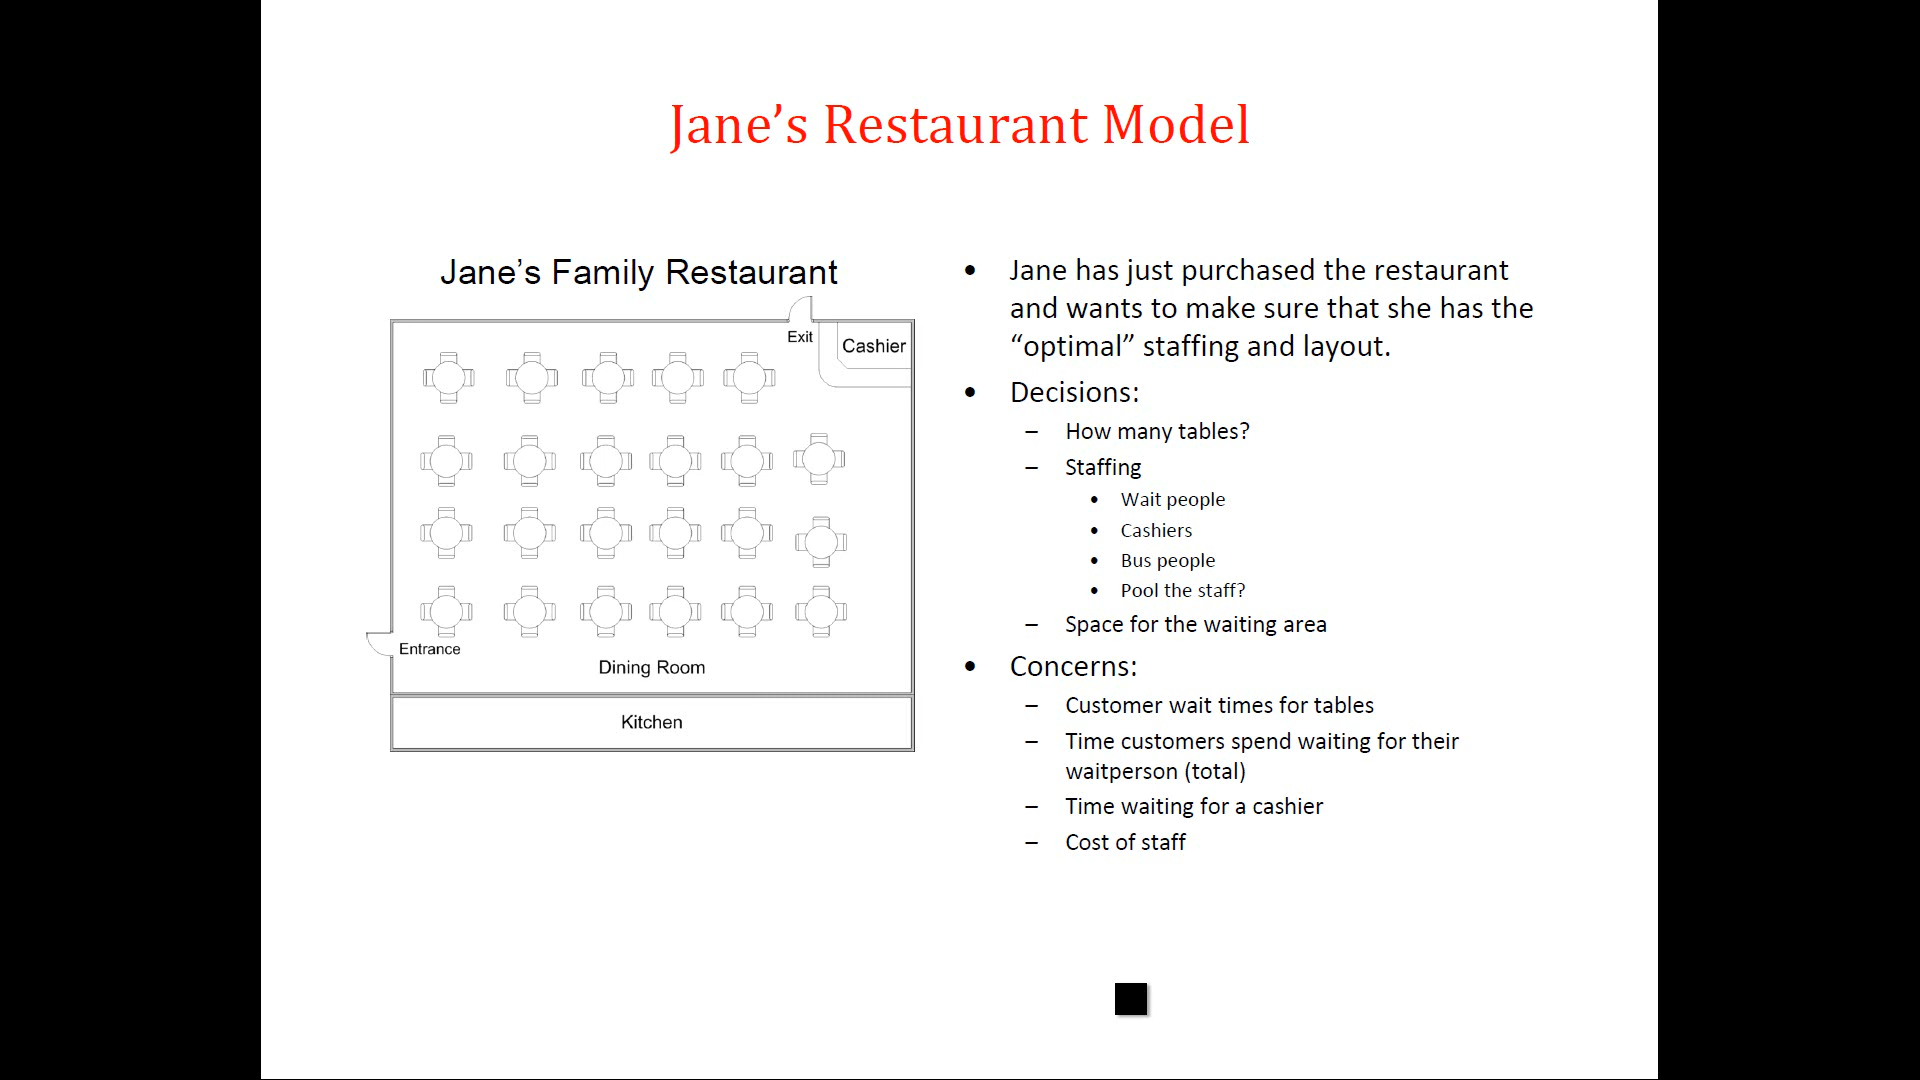 Jane’s Restaurant Model
Jane’s Family Restaurant
Exit
Cashier
Entrance
Dining Room
Kitchen
• Jane has just purchased the restaurant
and wants to make sure that she has the
“optimal” staffing and layout.
• Decisions:
– How many tables?
– Staffing
• Wait people
• Cashiers
• Bus people
• Pool the staff?
– Space for the waiting area
• Concerns:
– Customer wait times for tables
– Time customers spend waiting for their
waitperson (total)
– Time waiting for a cashier
– Cost of staff